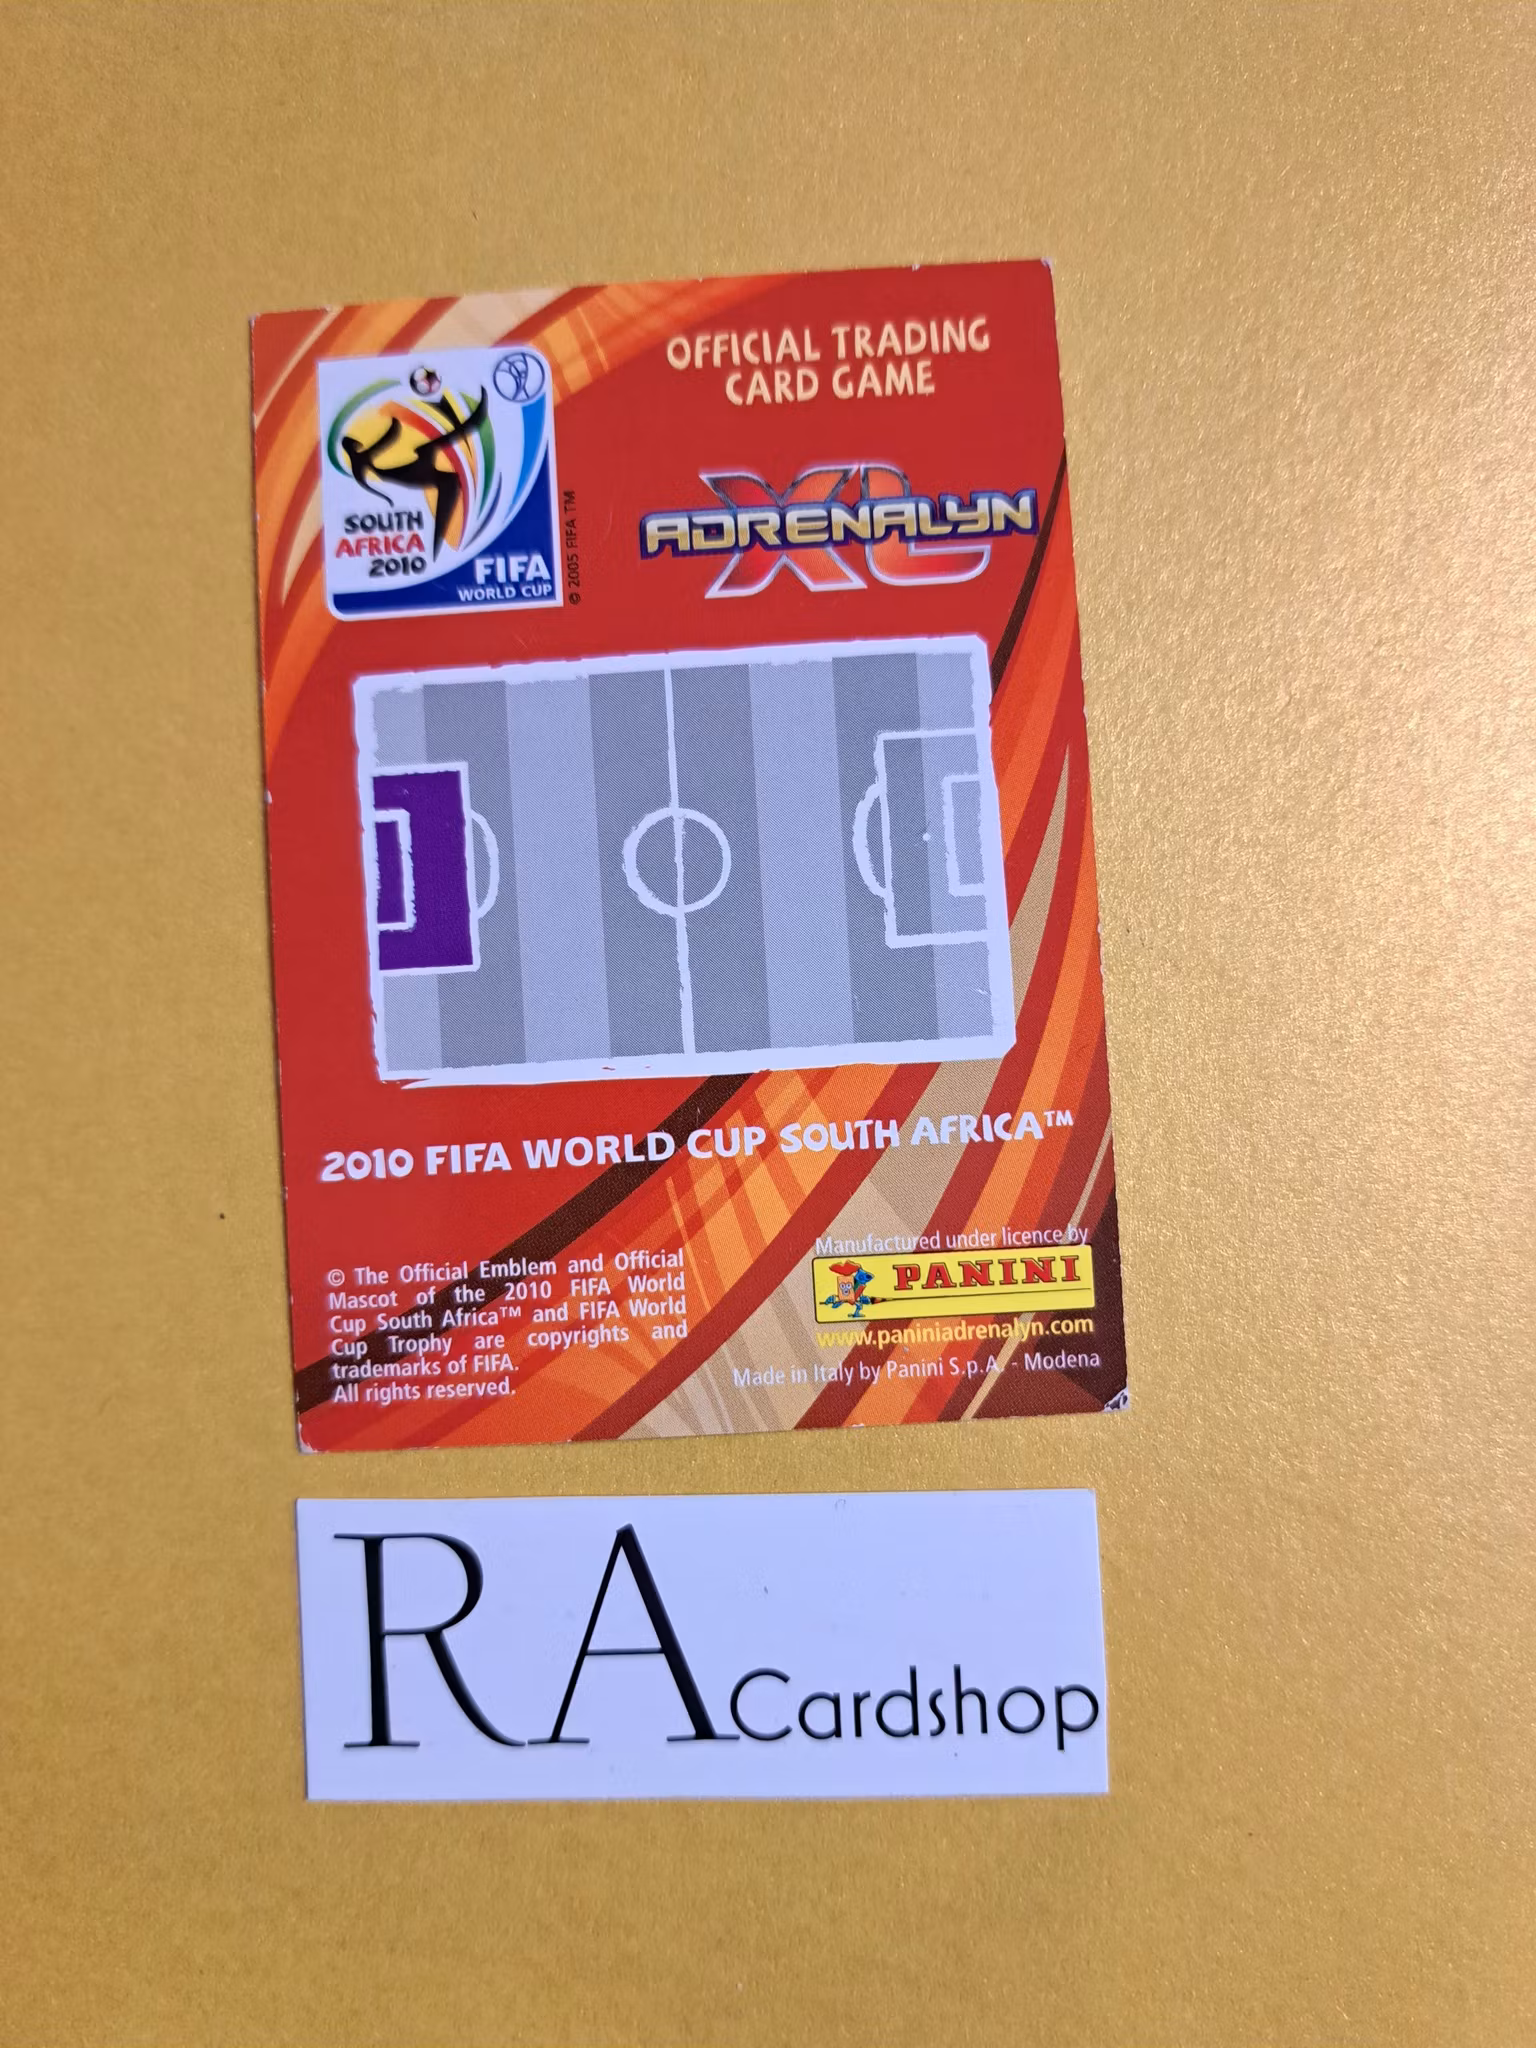 OFFICIAL TRADING
CARD GAME
ADRENALYN
XL
SOUTH
AFRICA
2010
FIFA
WORLD CUP
© 2005 FIFA TM
2010 FIFA WORLD CUP SOUTH AFRICA™
© The Official Emblem and Official
Mascot of the 2010 FIFA World
Cup South Africa™ and FIFA World
Cup Trophy are copyrights and
trademarks of FIFA.
All rights reserved.
Manufactured under licence by
PANINI
www.paniniadrenalyn.com
Made in Italy by Panini S.p.A. - Modena
RA Cardshop